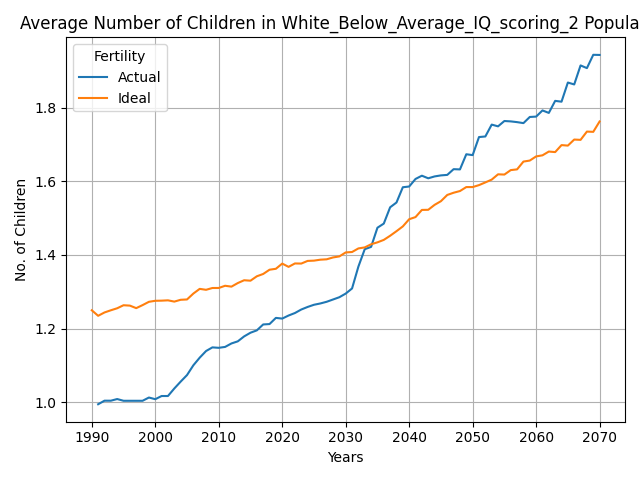 Average Number of Children in White_Below_Average_IQ_scoring_2 Popula
Fertility
Actual
Ideal
No. of Children
1.8
1.6
1.4
1.2
1.0
1990 2000 2010 2020 2030 2040 2050 2060 2070
Years